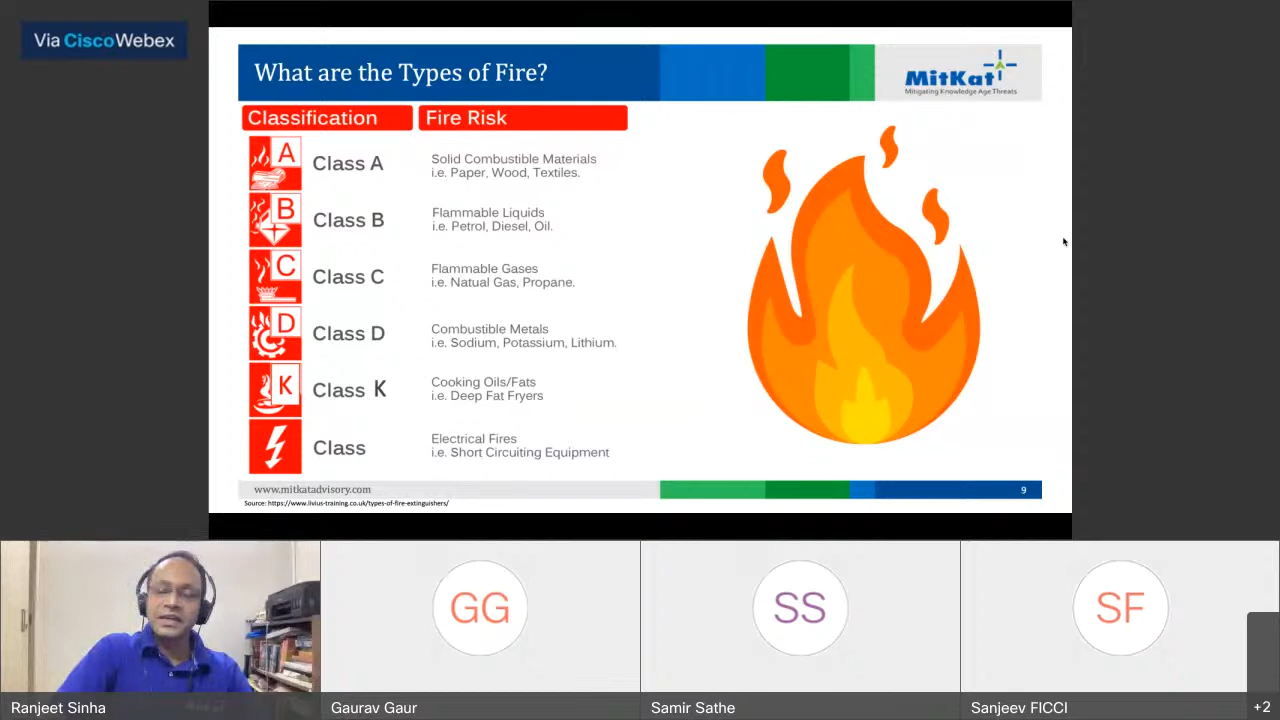 Via Cisco Webex
What are the Types of Fire?
MitKat
Mitigating Knowledge Age Threats
Classification Fire Risk
A Class A Solid Combustible Materials
i.e. Paper, Wood, Textiles.
B Class B Flammable Liquids
i.e. Petrol, Diesel, Oil.
C Class C Flammable Gases
i.e. Natual Gas, Propane.
D Class D Combustible Metals
i.e. Sodium, Potassium, Lithium.
K Class K Cooking Oils/Fats
i.e. Deep Fat Fryers
Class Electrical Fires
i.e. Short Circuiting Equipment
www.mitkatadvisory.com 9
Source: https://www.livius-training.co.uk/types-of-fire-extinguishers/
GG SS SF
Ranjeet Sinha Gaurav Gaur Samir Sathe Sanjeev FICCI +2